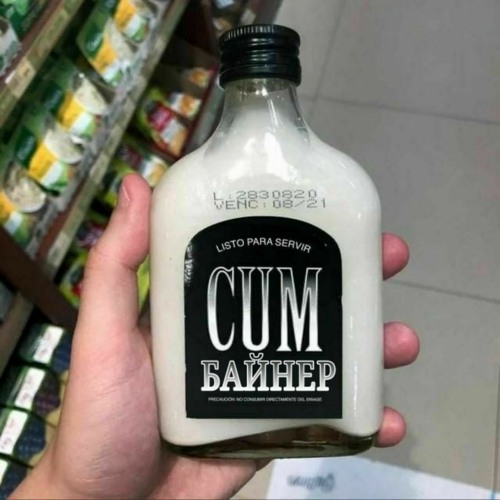 L:2830820
VENC:08/21
LISTO PARA SERVIR
CUM
БАЙНЕР
PRECAUCIÓN: NO CONSUMIR DIRECTAMENTE DEL ENVASE